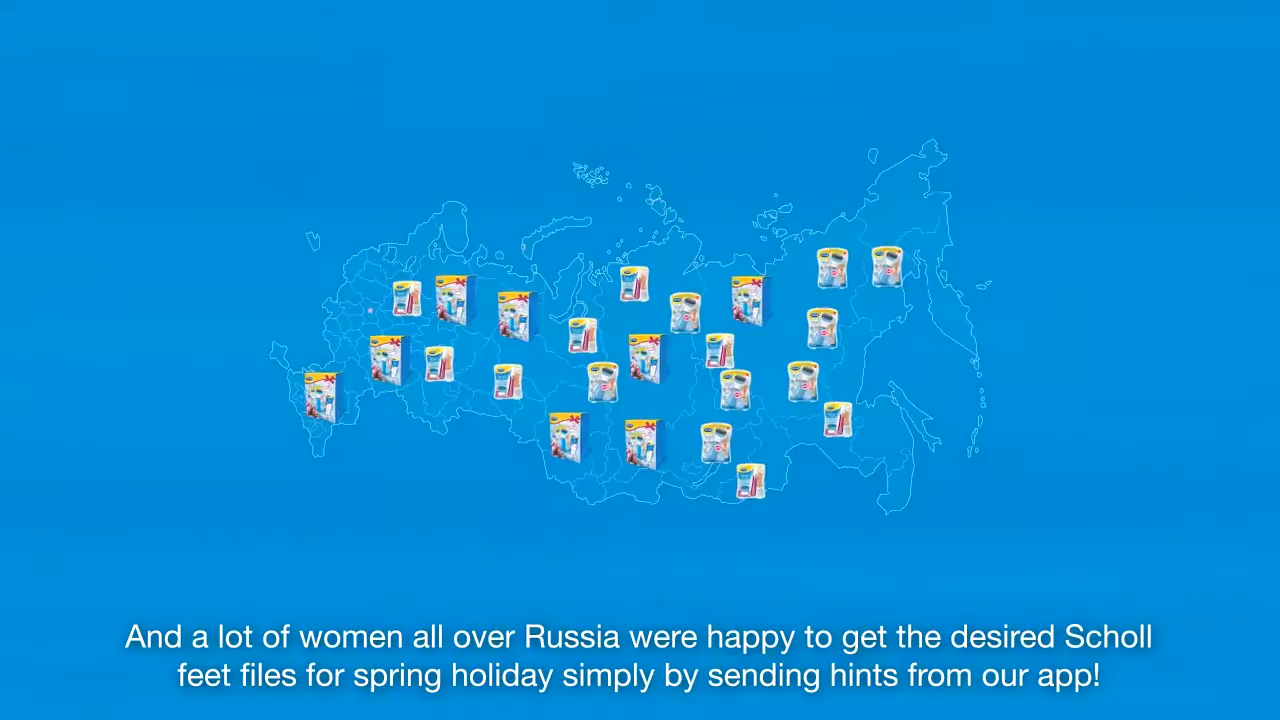 And a lot of women all over Russia were happy to get the desired Scholl
feet files for spring holiday simply by sending hints from our app!